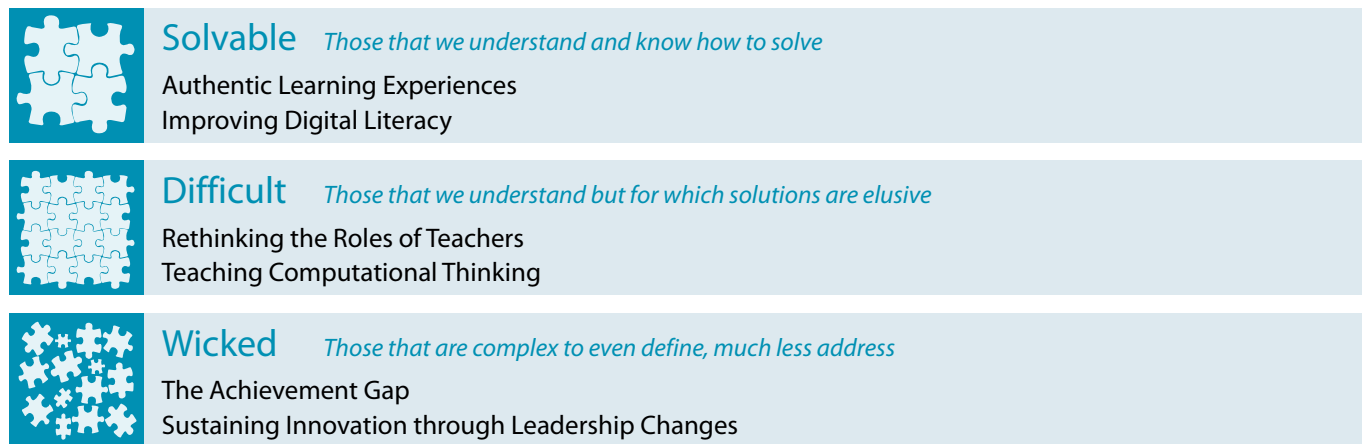 Solvable Those that we understand and know how to solve
Authentic Learning Experiences
Improving Digital Literacy
Difficult Those that we understand but for which solutions are elusive
Rethinking the Roles of Teachers
Teaching Computational Thinking
Wicked Those that are complex to even define, much less address
The Achievement Gap
Sustaining Innovation through Leadership Changes